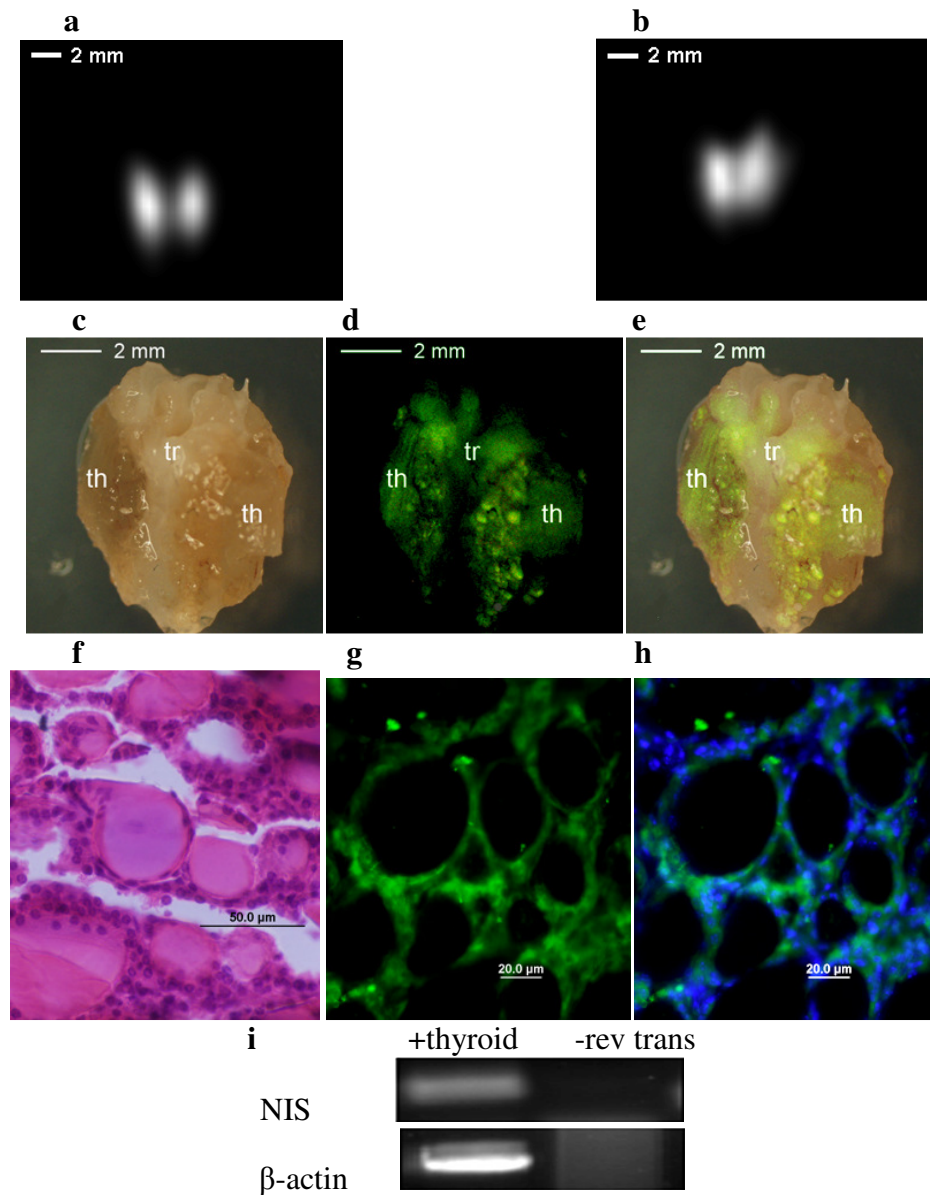 a b
2 mm 2 mm
c d e
2 mm 2 mm 2 mm
th tr th th tr th th tr th
f g h
50.0 µm 20.0 µm 20.0 µm
i +thyroid -rev trans
NIS
β-actin